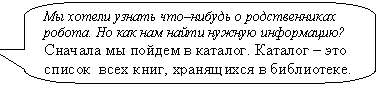 Мы хотели узнать что–нибудь о родственниках
робота. Но как нам найти нужную информацию?
Сначала мы пойдем в каталог. Каталог – это
список всех книг, хранящихся в библиотеке.